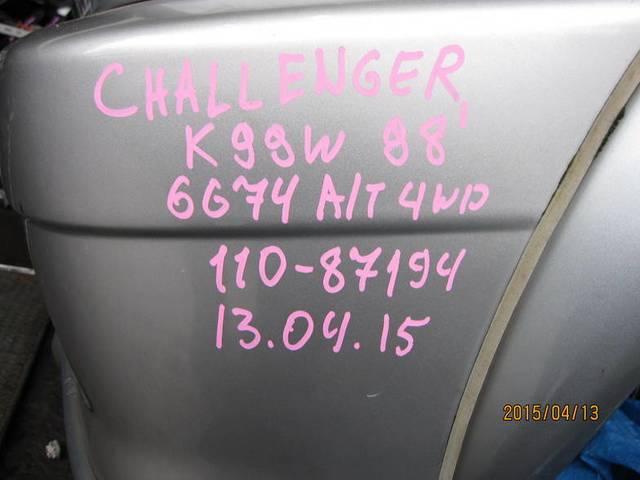 CHALLENGER,
K99W 98'
6G74 A/T 4WD
110-87194
13.04.15
2015/04/13